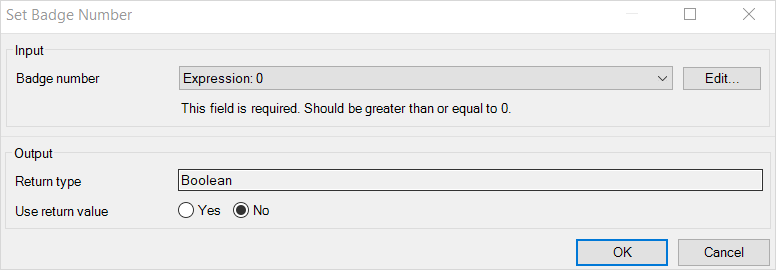 Set Badge Number
Input
Badge number Expression: 0 Edit...
This field is required. Should be greater than or equal to 0.
Output
Return type Boolean
Use return value Yes No
OK Cancel